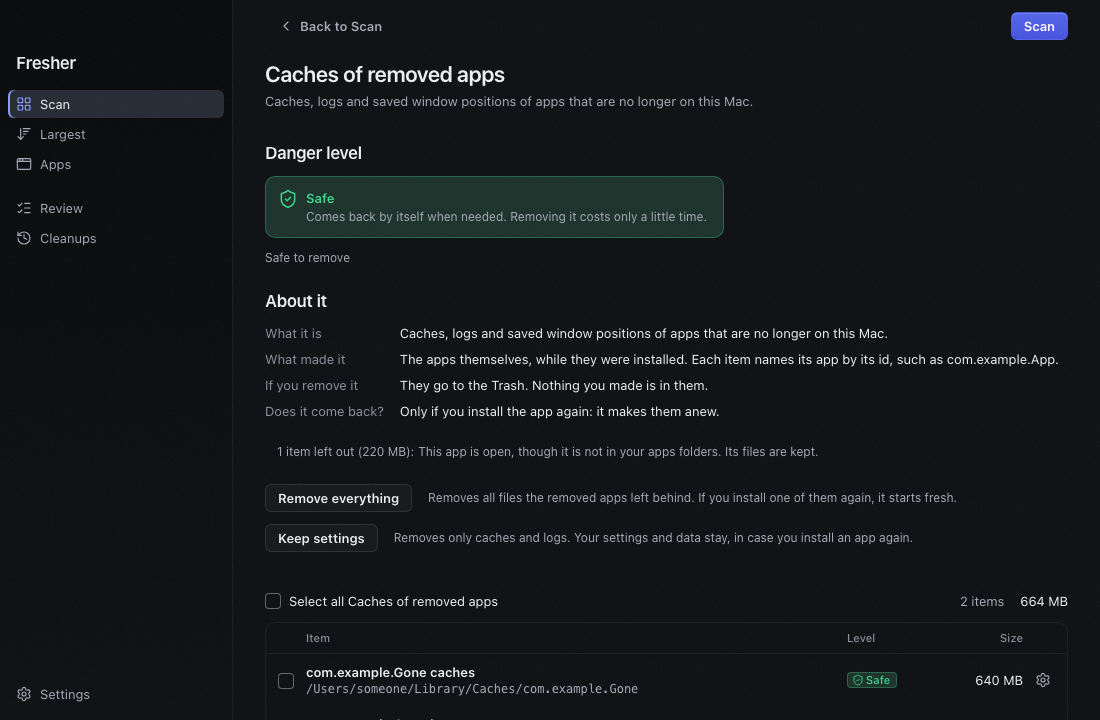 Back to Scan
Scan
Fresher
Scan
Largest
Apps
Review
Cleanups
Settings
Caches of removed apps
Caches, logs and saved window positions of apps that are no longer on this Mac.
Danger level
Safe
Comes back by itself when needed. Removing it costs only a little time.
Safe to remove
About it
What it is Caches, logs and saved window positions of apps that are no longer on this Mac.
What made it The apps themselves, while they were installed. Each item names its app by its id, such as com.example.App.
If you remove it They go to the Trash. Nothing you made is in them.
Does it come back? Only if you install the app again: it makes them anew.
1 item left out (220 MB): This app is open, though it is not in your apps folders. Its files are kept.
Remove everything Removes all files the removed apps left behind. If you install one of them again, it starts fresh.
Keep settings Removes only caches and logs. Your settings and data stay, in case you install an app again.
Select all Caches of removed apps 2 items 664 MB
Item Level Size
com.example.Gone caches
/Users/someone/Library/Caches/com.example.Gone Safe 640 MB